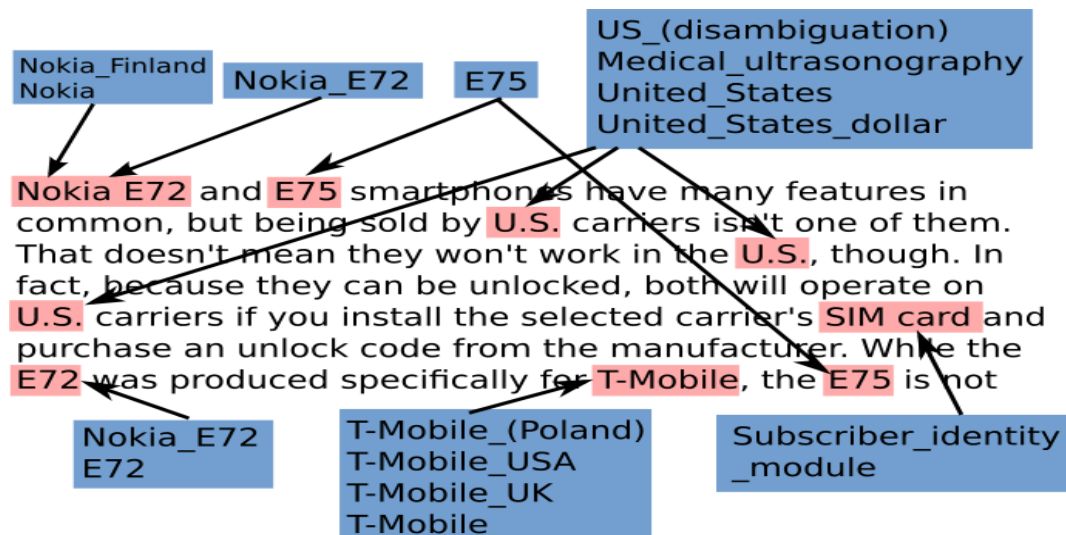 Nokia_Finland
Nokia
Nokia_E72
E75
US_(disambiguation)
Medical_ultrasonography
United_States
United_States_dollar
Nokia E72 and E75 smartphones have many features in
common, but being sold by U.S. carriers isn't one of them.
That doesn't mean they won't work in the U.S., though. In
fact, because they can be unlocked, both will operate on
U.S. carriers if you install the selected carrier's SIM card and
purchase an unlock code from the manufacturer. While the
E72 was produced specifically for T-Mobile, the E75 is not
Nokia_E72
E72
T-Mobile_(Poland)
T-Mobile_USA
T-Mobile_UK
T-Mobile
Subscriber_identity
_module